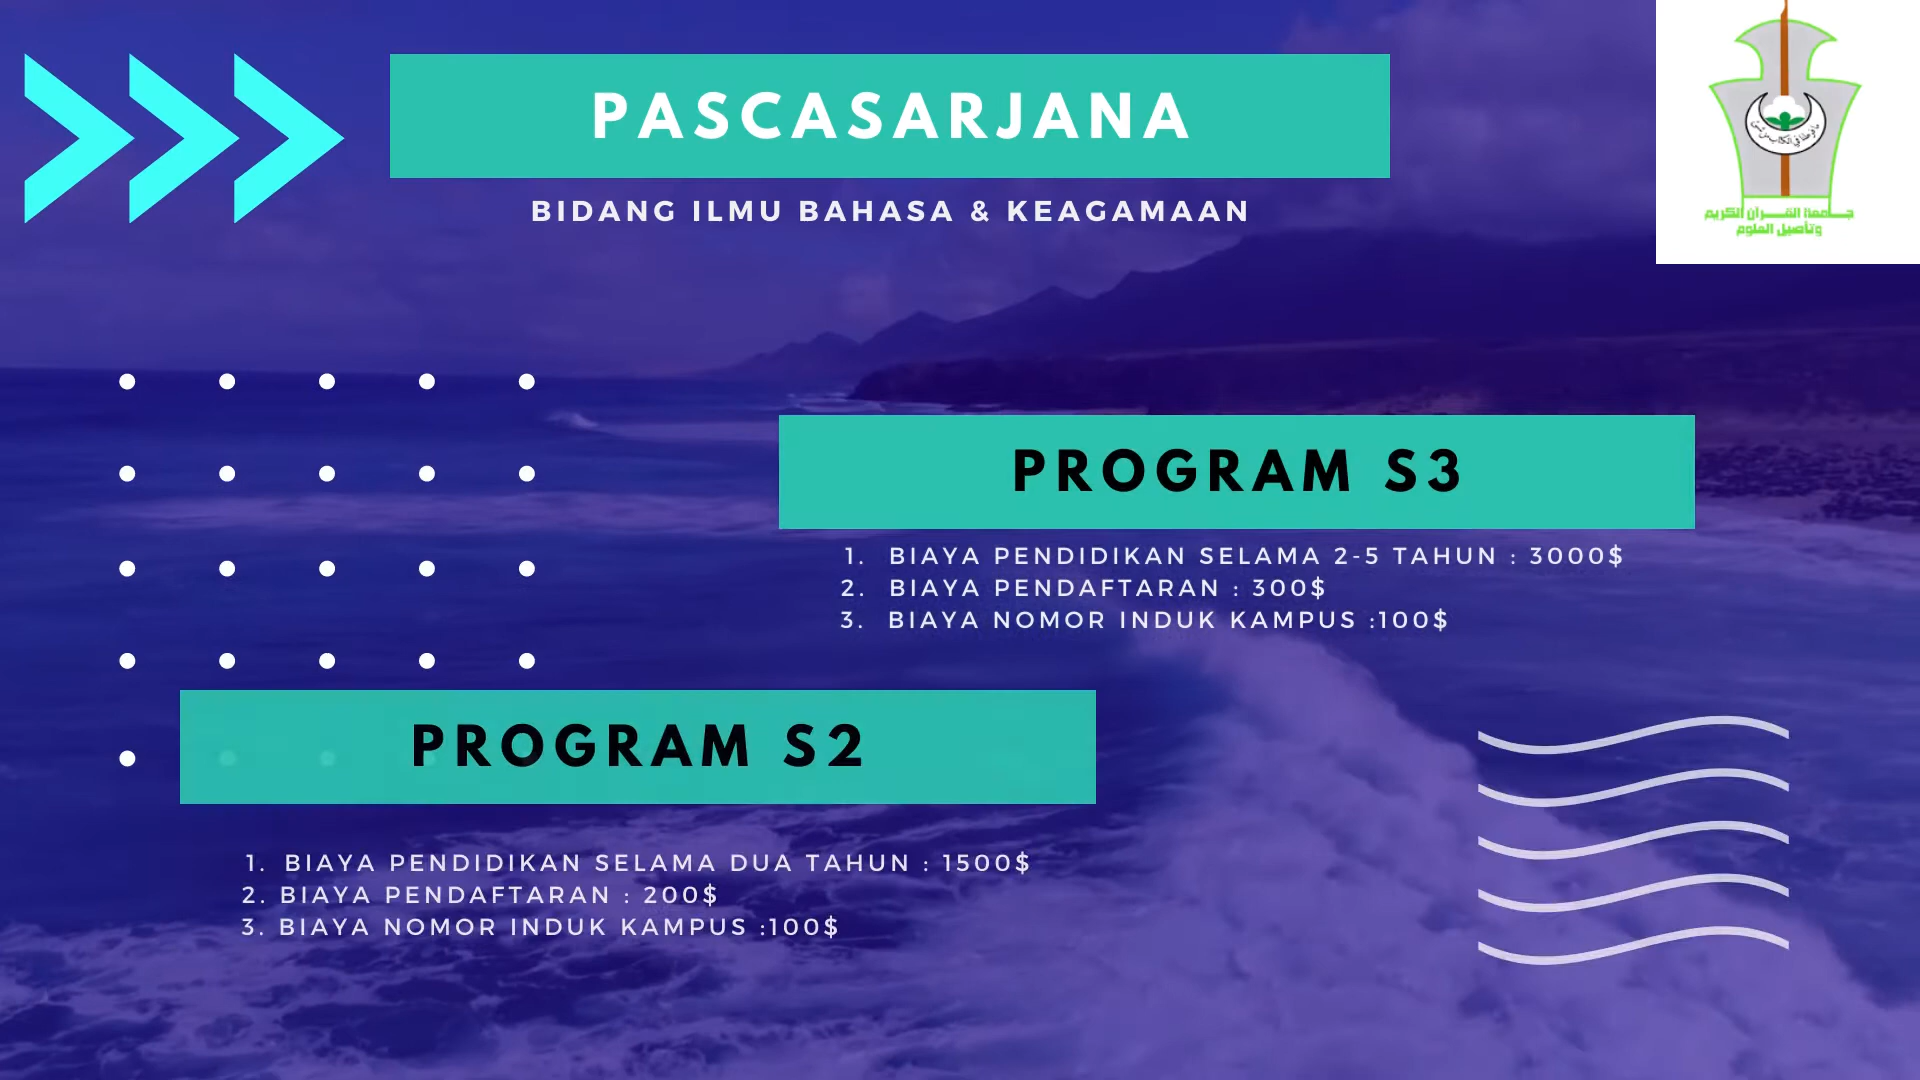 PASCASARJANA
BIDANG ILMU BAHASA & KEAGAMAAN
جامعة القرآن الكريم
وتأصيل العلوم
PROGRAM S3
1. BIAYA PENDIDIKAN SELAMA 2-5 TAHUN : 3000$
2. BIAYA PENDAFTARAN : 300$
3. BIAYA NOMOR INDUK KAMPUS :100$
PROGRAM S2
1. BIAYA PENDIDIKAN SELAMA DUA TAHUN : 1500$
2. BIAYA PENDAFTARAN : 200$
3. BIAYA NOMOR INDUK KAMPUS :100$